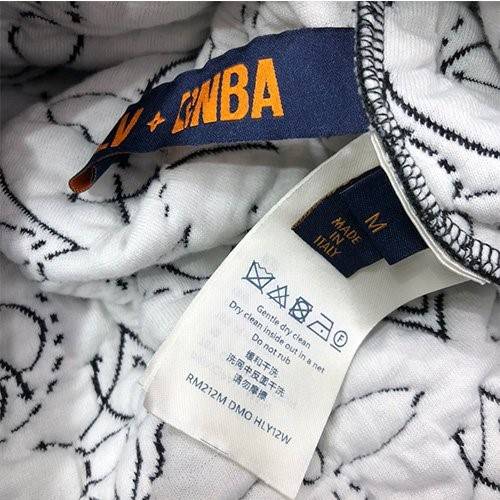 LV + NBA
M
MADE
IN
ITALY
Gentle dry clean
Dry clean inside out in net
Do not rub
缓和干洗
洗网中反面干洗
请勿摩擦
RM212M DMO HLY12W